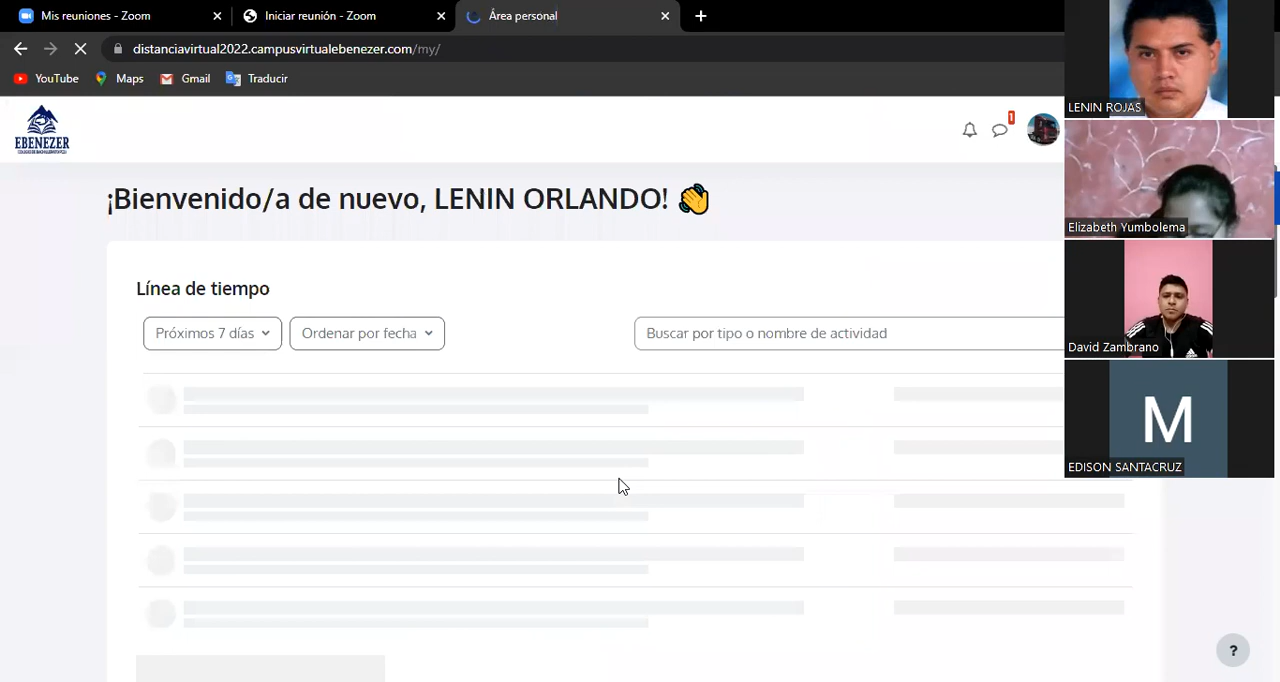 Mis reuniones - Zoom
Iniciar reunión - Zoom
Área personal
distanciavirtual2022.campusvirtualebenezer.com/my/
YouTube
Maps
Gmail
Traducir
EBENEZER
1
¡Bienvenido/a de nuevo, LENIN ORLANDO! 👋
Línea de tiempo
Próximos 7 días
Ordenar por fecha
Buscar por tipo o nombre de actividad
LENIN ROJAS
Elizabeth Yumbolema
David Zambrano
M
EDISON SANTACRUZ
?